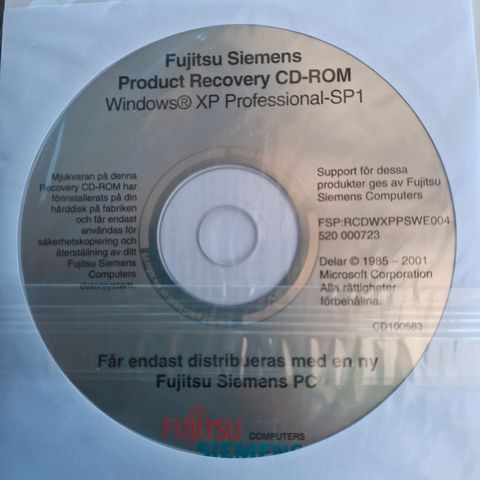 Fujitsu Siemens
Product Recovery CD-ROM
Windows® XP Professional-SP1
Mjukvaran på denna
Recovery CD-ROM har
förinstallerats på din
hårddisk på fabriken
och får endast
användas för
säkerhetskopiering och
återställning av ditt
Fujitsu Siemens
Computers
datorsystem.
Support för dessa
produkter ges av Fujitsu
Siemens Computers
FSP:RCDWXPPSWE004
520 000723
Delar © 1985 – 2001
Microsoft Corporation
Alla rättigheter
förbehållna.
CD100583
Får endast distribueras med en ny
Fujitsu Siemens PC
FUJITSU COMPUTERS
SIEMENS